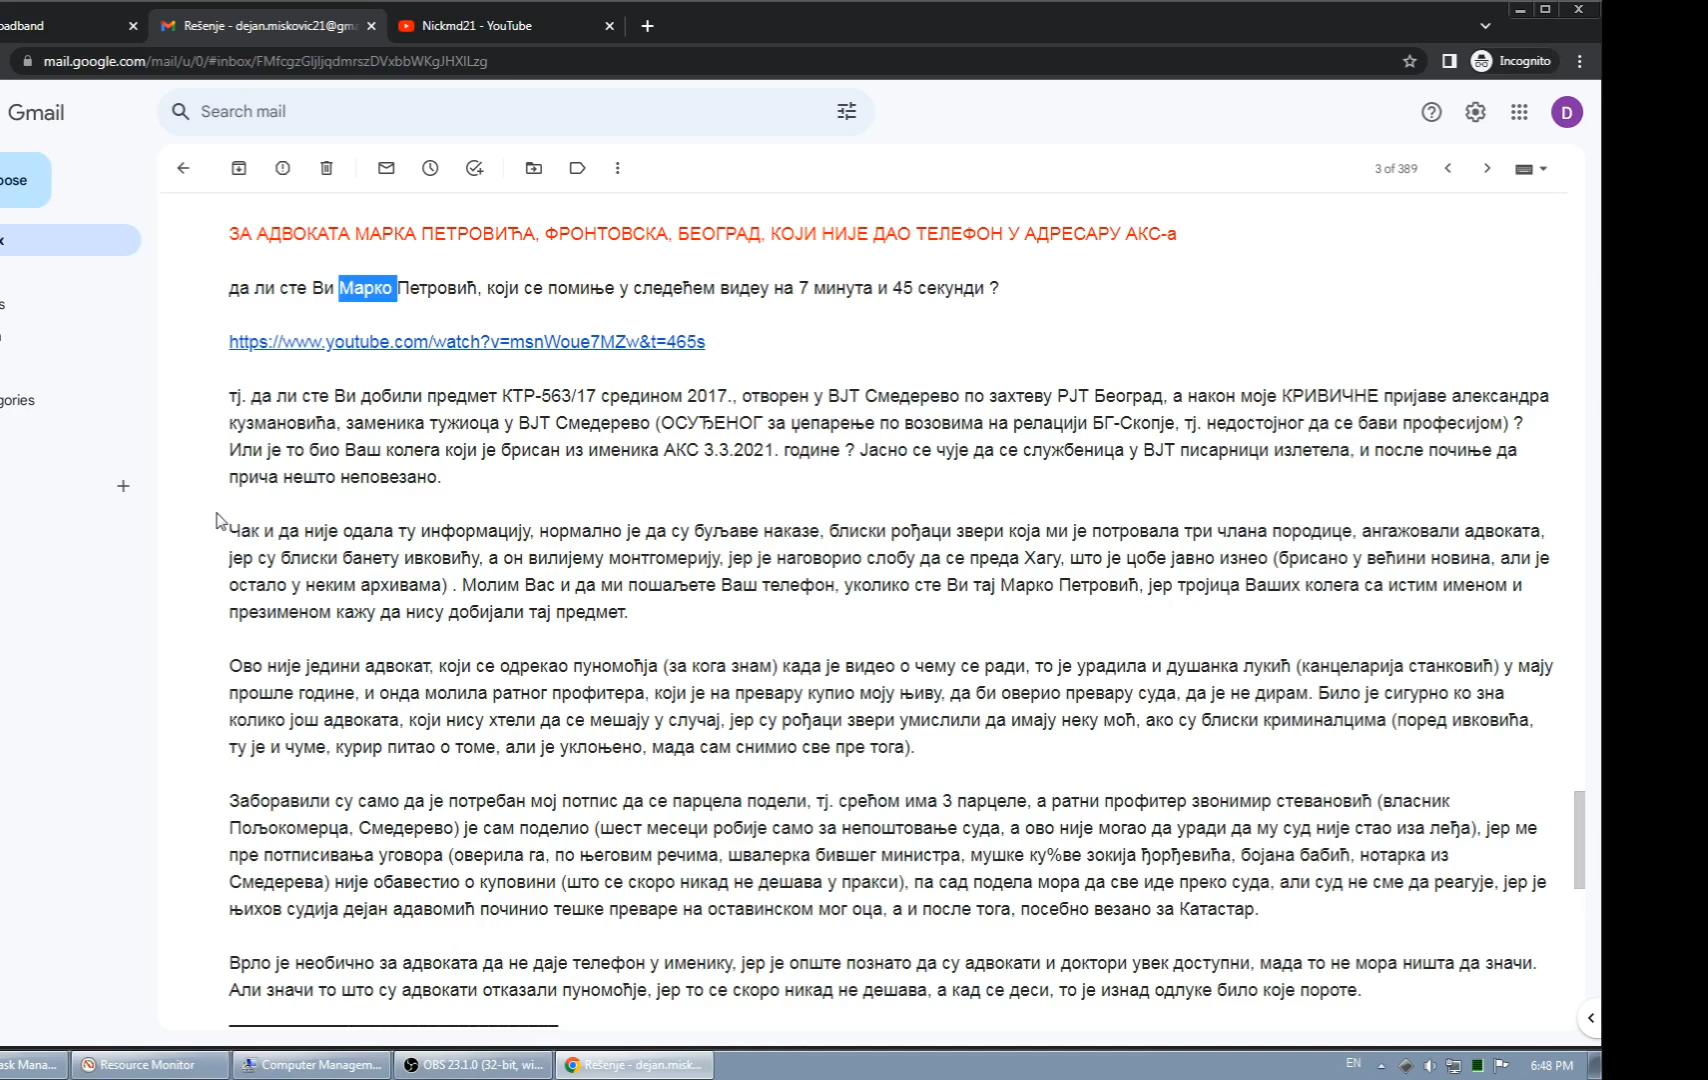 oadband
Rešenje - dejan.miskovic21@gm
Nickmd21 - YouTube
mail.google.com/mail/u/0/#inbox/
Incognito
Gmail
Search mail
D
ose
3 of 389
x
s
gories
ЗА АДВОКАТА МАРКА ПЕТРОВИЋА, ФРОНТОВСКА, БЕОГРАД, КОЈИ НИЈЕ ДАО ТЕЛЕФОН У АДРЕСАРУ АКС-а
да ли сте Ви Марко Петровић, који се помиње у следећем видеу на 7 минута и 45 секунди ?
https://www.youtube.com/watch?v=msnWoue7MZw&t=465s
тј. да ли сте Ви добили предмет КТР-563/17 средином 2017., отворен у ВЈТ Смедерево по захтеву РЈТ Београд, а након моје КРИВИЧНЕ пријаве александра
кузмановића, заменика тужиоца у ВЈТ Смедерево (ОСУЂЕНОГ за џепарење по возовима на релацији БГ-Скопје, тј. недостојног да се бави професијом) ?
Или је то био Ваш колега који је брисан из именика АКС 3.3.2021. године ? Јасно се чује да се службеница у ВЈТ писарници излетела, и после почиње да
прича нешто неповезано.
Чак и да није одала ту информацију, нормално је да су буљаве наказе, блиски рођаци звери која ми је потровала три члана породице, ангажовали адвоката,
јер су блиски банету ивковићу, а он вилијему монтгомерију, јер је наговорио слобу да се преда Хагу, што је цобе јавно изнео (брисано у већини новина, али је
остало у неким архивама) . Молим Вас и да ми пошаљете Ваш телефон, уколико сте Ви тај Марко Петровић, јер тројица Ваших колега са истим именом и
презименом кажу да нису добијали тај предмет.
Ово није једини адвокат, који се одрекао пуномоћја (за кога знам) када је видео о чему се ради, то је урадила и душанка лукић (канцеларија станковић) у мају
прошле године, и онда молила ратног профитера, који је на превару купио моју њиву, да би оверио превару суда, да је не дирам. Било је сигурно ко зна
колико још адвоката, који нису хтели да се мешају у случај, јер су рођаци звери умислили да имају неку моћ, ако су блиски криминалцима (поред ивковића,
ту је и чуме, курир питао о томе, али је уклоњено, мада сам снимио све пре тога).
Заборавили су само да је потребан мој потпис да се парцела подели, тј. срећом има 3 парцеле, а ратни профитер звонимир стевановић (власник
Пољокомерца, Смедерево) је сам поделио (шест месеци робије само за непоштовање суда, а ово није могао да уради да му суд није стао иза леђа), јер ме
пре потписивања уговора (оверила га, по његовим речима, швалерка бившег министра, мушке ку%ве зокија ђорђевића, бојана бабић, нотарка из
Смедерева) није обавестио о куповини (што се скоро никад не дешава у пракси), па сад подела мора да све иде преко суда, али суд не сме да реагује, јер је
њихов судија дејан адавомић починио тешке преваре на оставинском мог оца, а и после тога, посебно везано за Катастар.
Врло је необично за адвоката да не даје телефон у именику, јер је опште познато да су адвокати и доктори увек доступни, мада то не мора ништа да значи.
Али значи то што су адвокати отказали пуномоћје, јер то се скоро никад не дешава, а кад се деси, то је изнад одлуке било које пороте.
ask Mana...
Resource Monitor
Computer Managem...
OBS 23.1.0 (32-bit, wi...
Rešenje - dejan.misk...
EN
6:48 PM